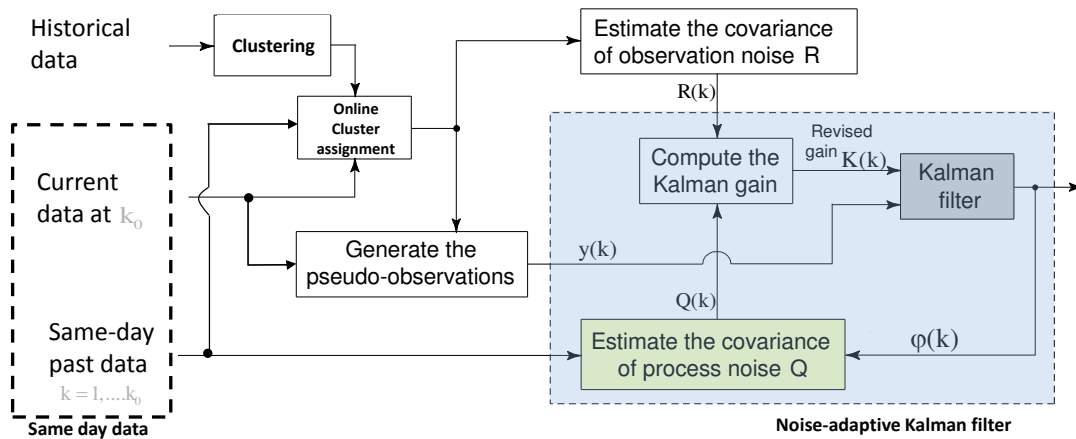 Historical
data
Clustering
Estimate the covariance
of observation noise R
R(k)
Online
Cluster
assignment
Revised
gain K(k)
Compute the
Kalman gain
Kalman
filter
Current
data at k₀
Generate the
pseudo-observations
y(k)
Q(k)
Same-day
past data
k = 1,....k₀
Estimate the covariance
of process noise Q
φ(k)
Same day data
Noise-adaptive Kalman filter